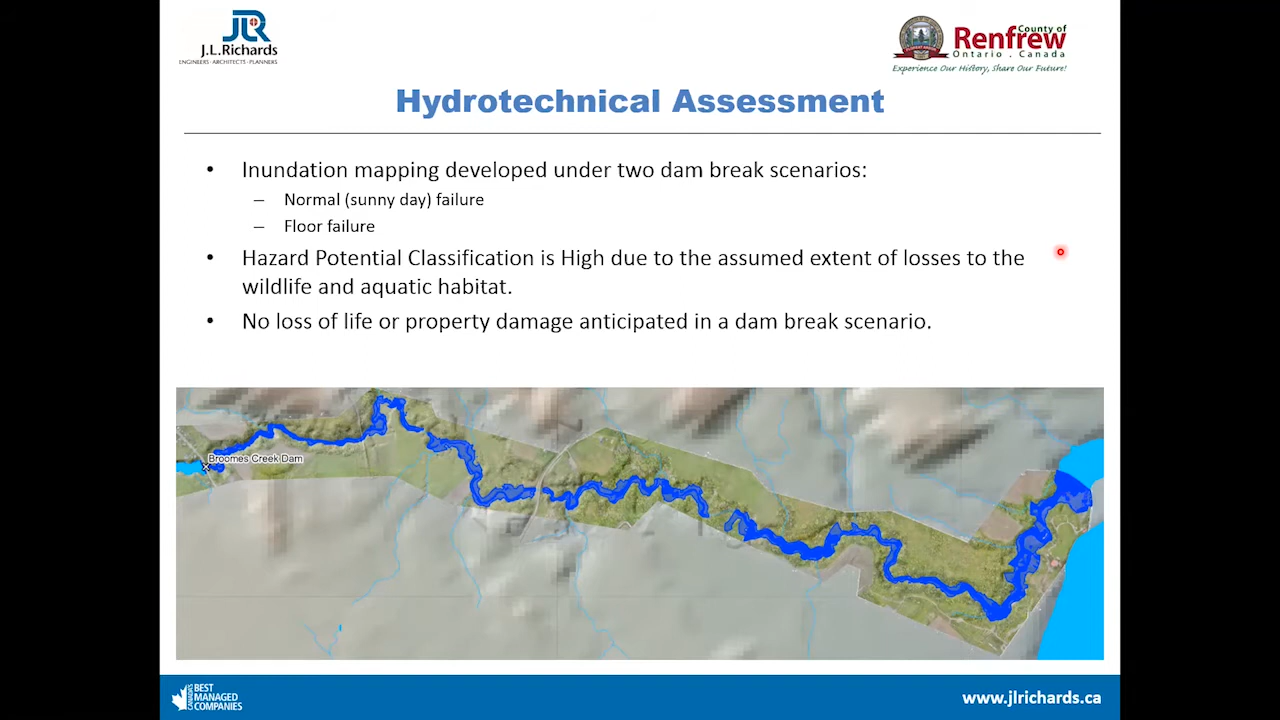 JLR
J.L.Richards
ENGINEERS · ARCHITECTS · PLANNERS
County of
Renfrew
Ontario . Canada
Experience Our History, Share Our Future!
Hydrotechnical Assessment
• Inundation mapping developed under two dam break scenarios:
– Normal (sunny day) failure
– Floor failure
• Hazard Potential Classification is High due to the assumed extent of losses to the
wildlife and aquatic habitat.
• No loss of life or property damage anticipated in a dam break scenario.
Broomes Creek Dam
CANADA'S
BEST
MANAGED
COMPANIES
www.jlrichards.ca